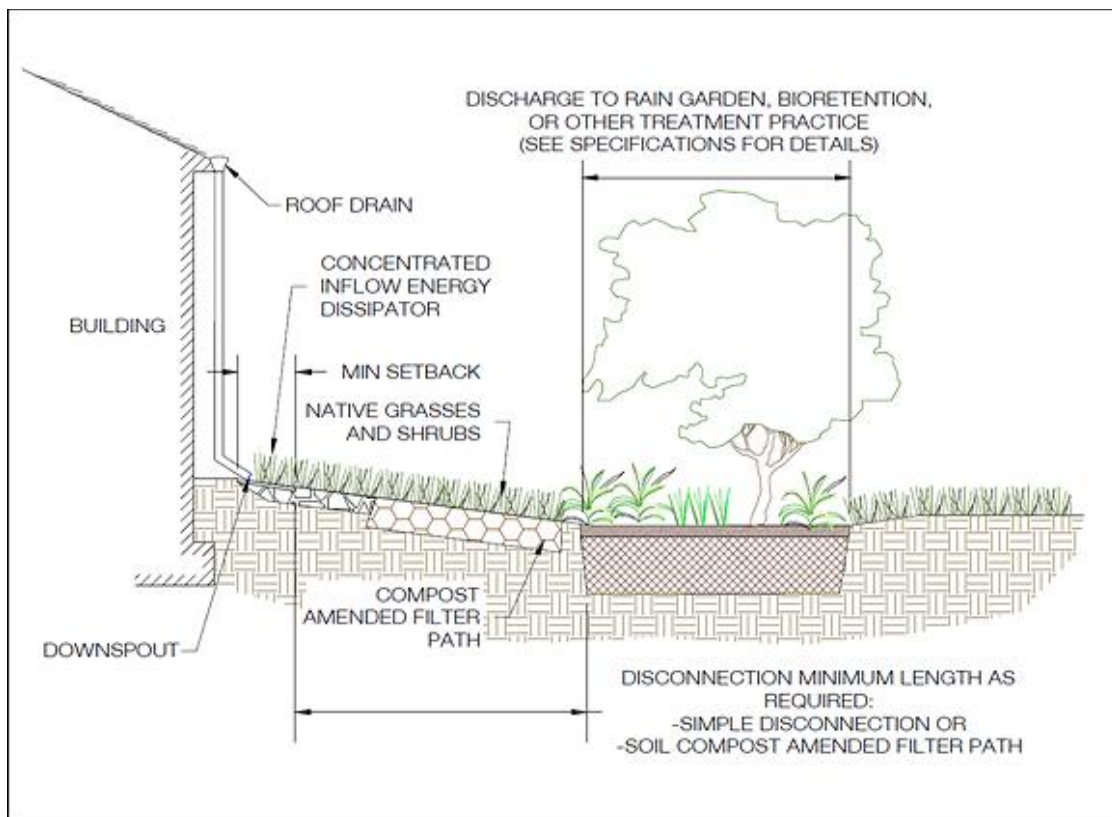 DISCHARGE TO RAIN GARDEN, BIORETENTION,
OR OTHER TREATMENT PRACTICE
(SEE SPECIFICATIONS FOR DETAILS)
ROOF DRAIN
CONCENTRATED
INFLOW ENERGY
DISSIPATOR
BUILDING
MIN SETBACK
NATIVE GRASSES
AND SHRUBS
COMPOST
AMENDED FILTER
PATH
DOWNSPOUT
DISCONNECTION MINIMUM LENGTH AS
REQUIRED:
-SIMPLE DISCONNECTION OR
-SOIL COMPOST AMENDED FILTER PATH